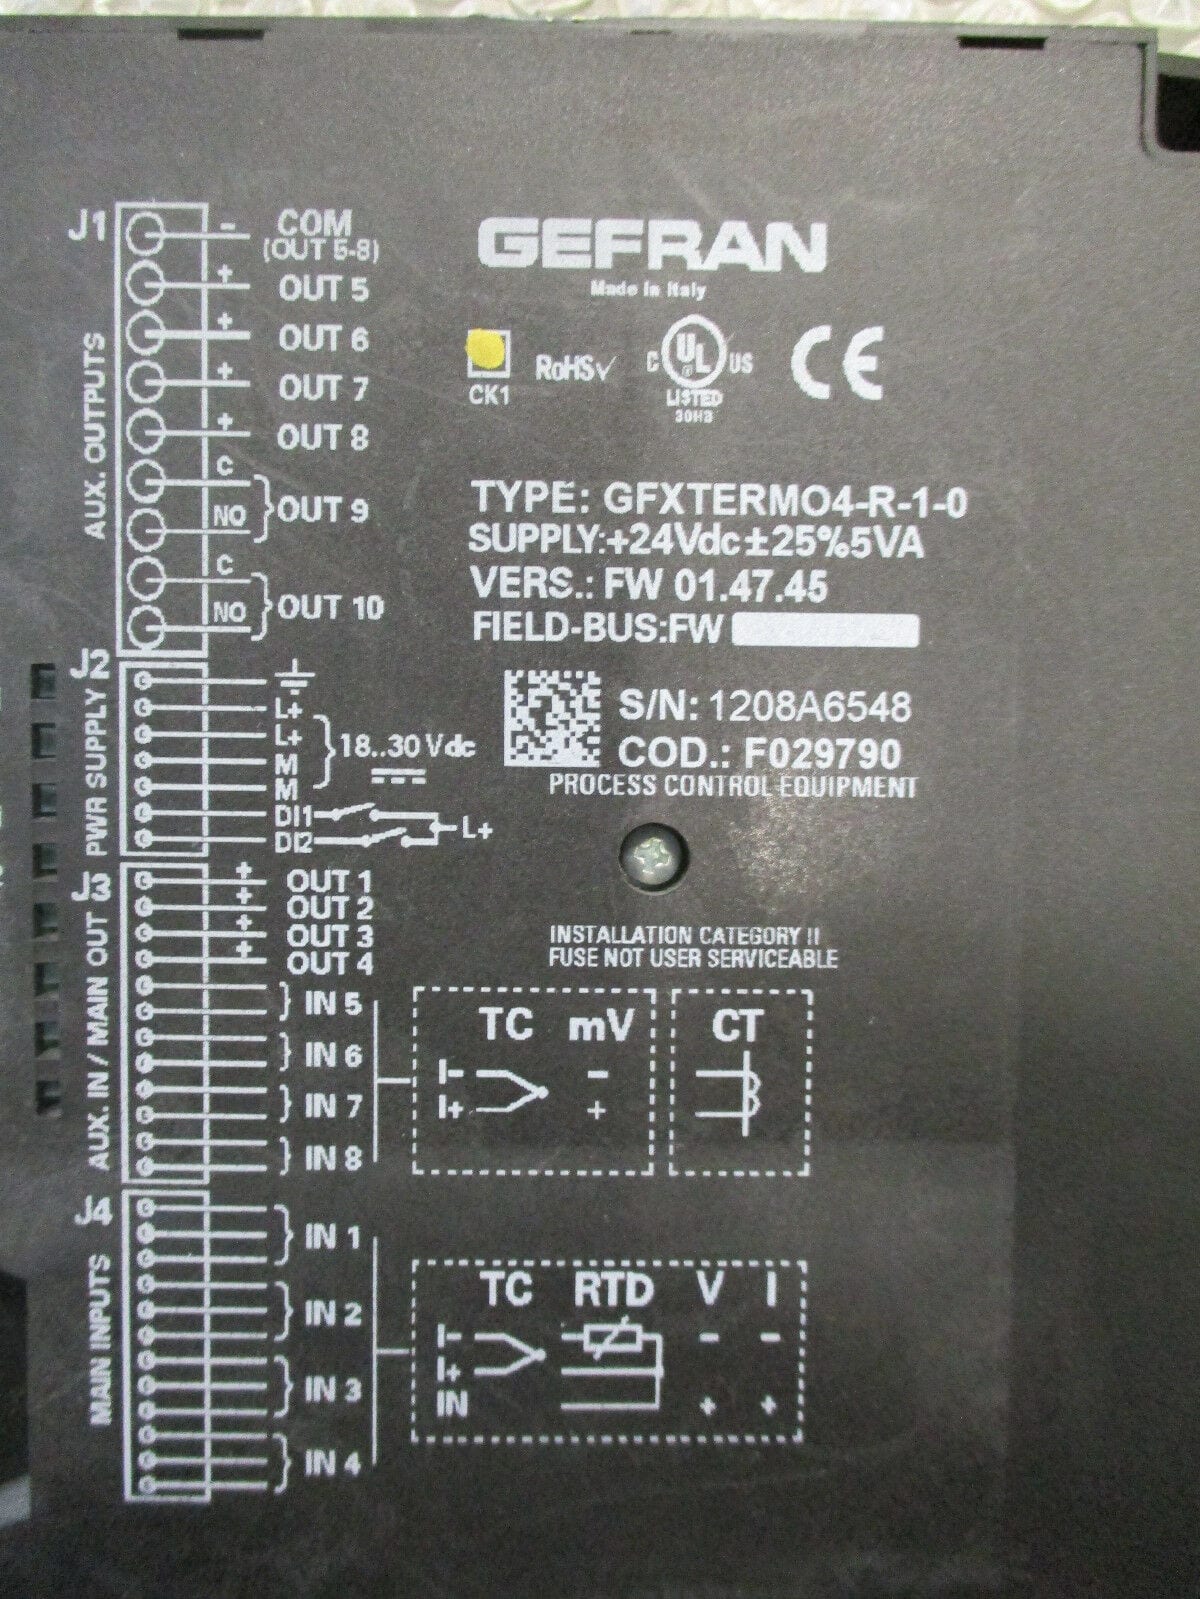 J1
AUX. OUTPUTS
- COM
(OUT 5-8)
+ OUT 5
+ OUT 6
+ OUT 7
+ OUT 8
C
NO
OUT 9
C
NO
OUT 10
J2
PWR SUPPLY
L+
L+
M
M
18..30 Vdc
DI1
DI2
L+
J3
AUX. IN / MAIN OUT
+ OUT 1
+ OUT 2
+ OUT 3
+ OUT 4
IN 5
IN 6
IN 7
IN 8
J4
MAIN INPUTS
IN 1
IN 2
IN 3
IN 4
GEFRAN
Made in Italy
CK1
RoHS✓
C UL US
LISTED
30H3
CE
TYPE: GFXTERMO4-R-1-0
SUPPLY:+24Vdc±25%5VA
VERS.: FW 01.47.45
FIELD-BUS:FW
S/N: 1208A6548
COD.: F029790
PROCESS CONTROL EQUIPMENT
INSTALLATION CATEGORY II
FUSE NOT USER SERVICEABLE
TC mV
I- -
I+ +
CT
TC RTD V I
I- - -
I+
IN + +